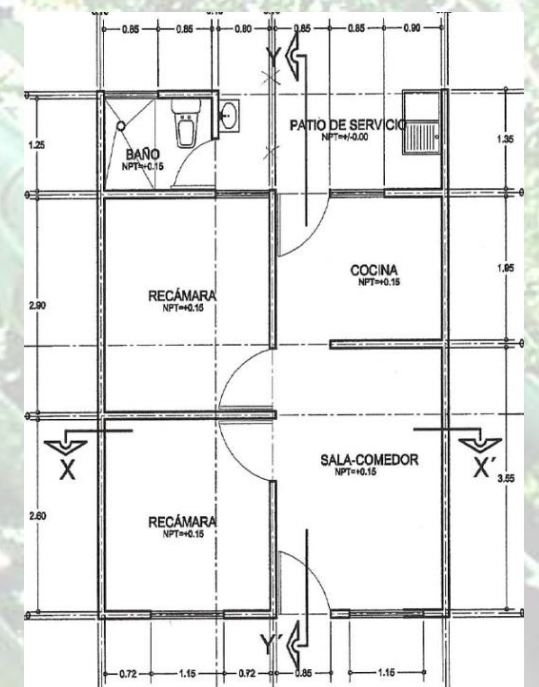 0.85
0.85
0.80
0.85
0.85
0.90
Y
PATIO DE SERVICIO
NPT=+/-0.00
BAÑO
NPT=+0.15
1.25
1.35
COCINA
NPT=+0.15
1.95
RECÁMARA
NPT=+0.15
2.90
X
SALA-COMEDOR
NPT=+0.15
X´
3.55
RECÁMARA
NPT=+0.15
2.60
Y´
0.72
1.15
0.72
0.85
1.15